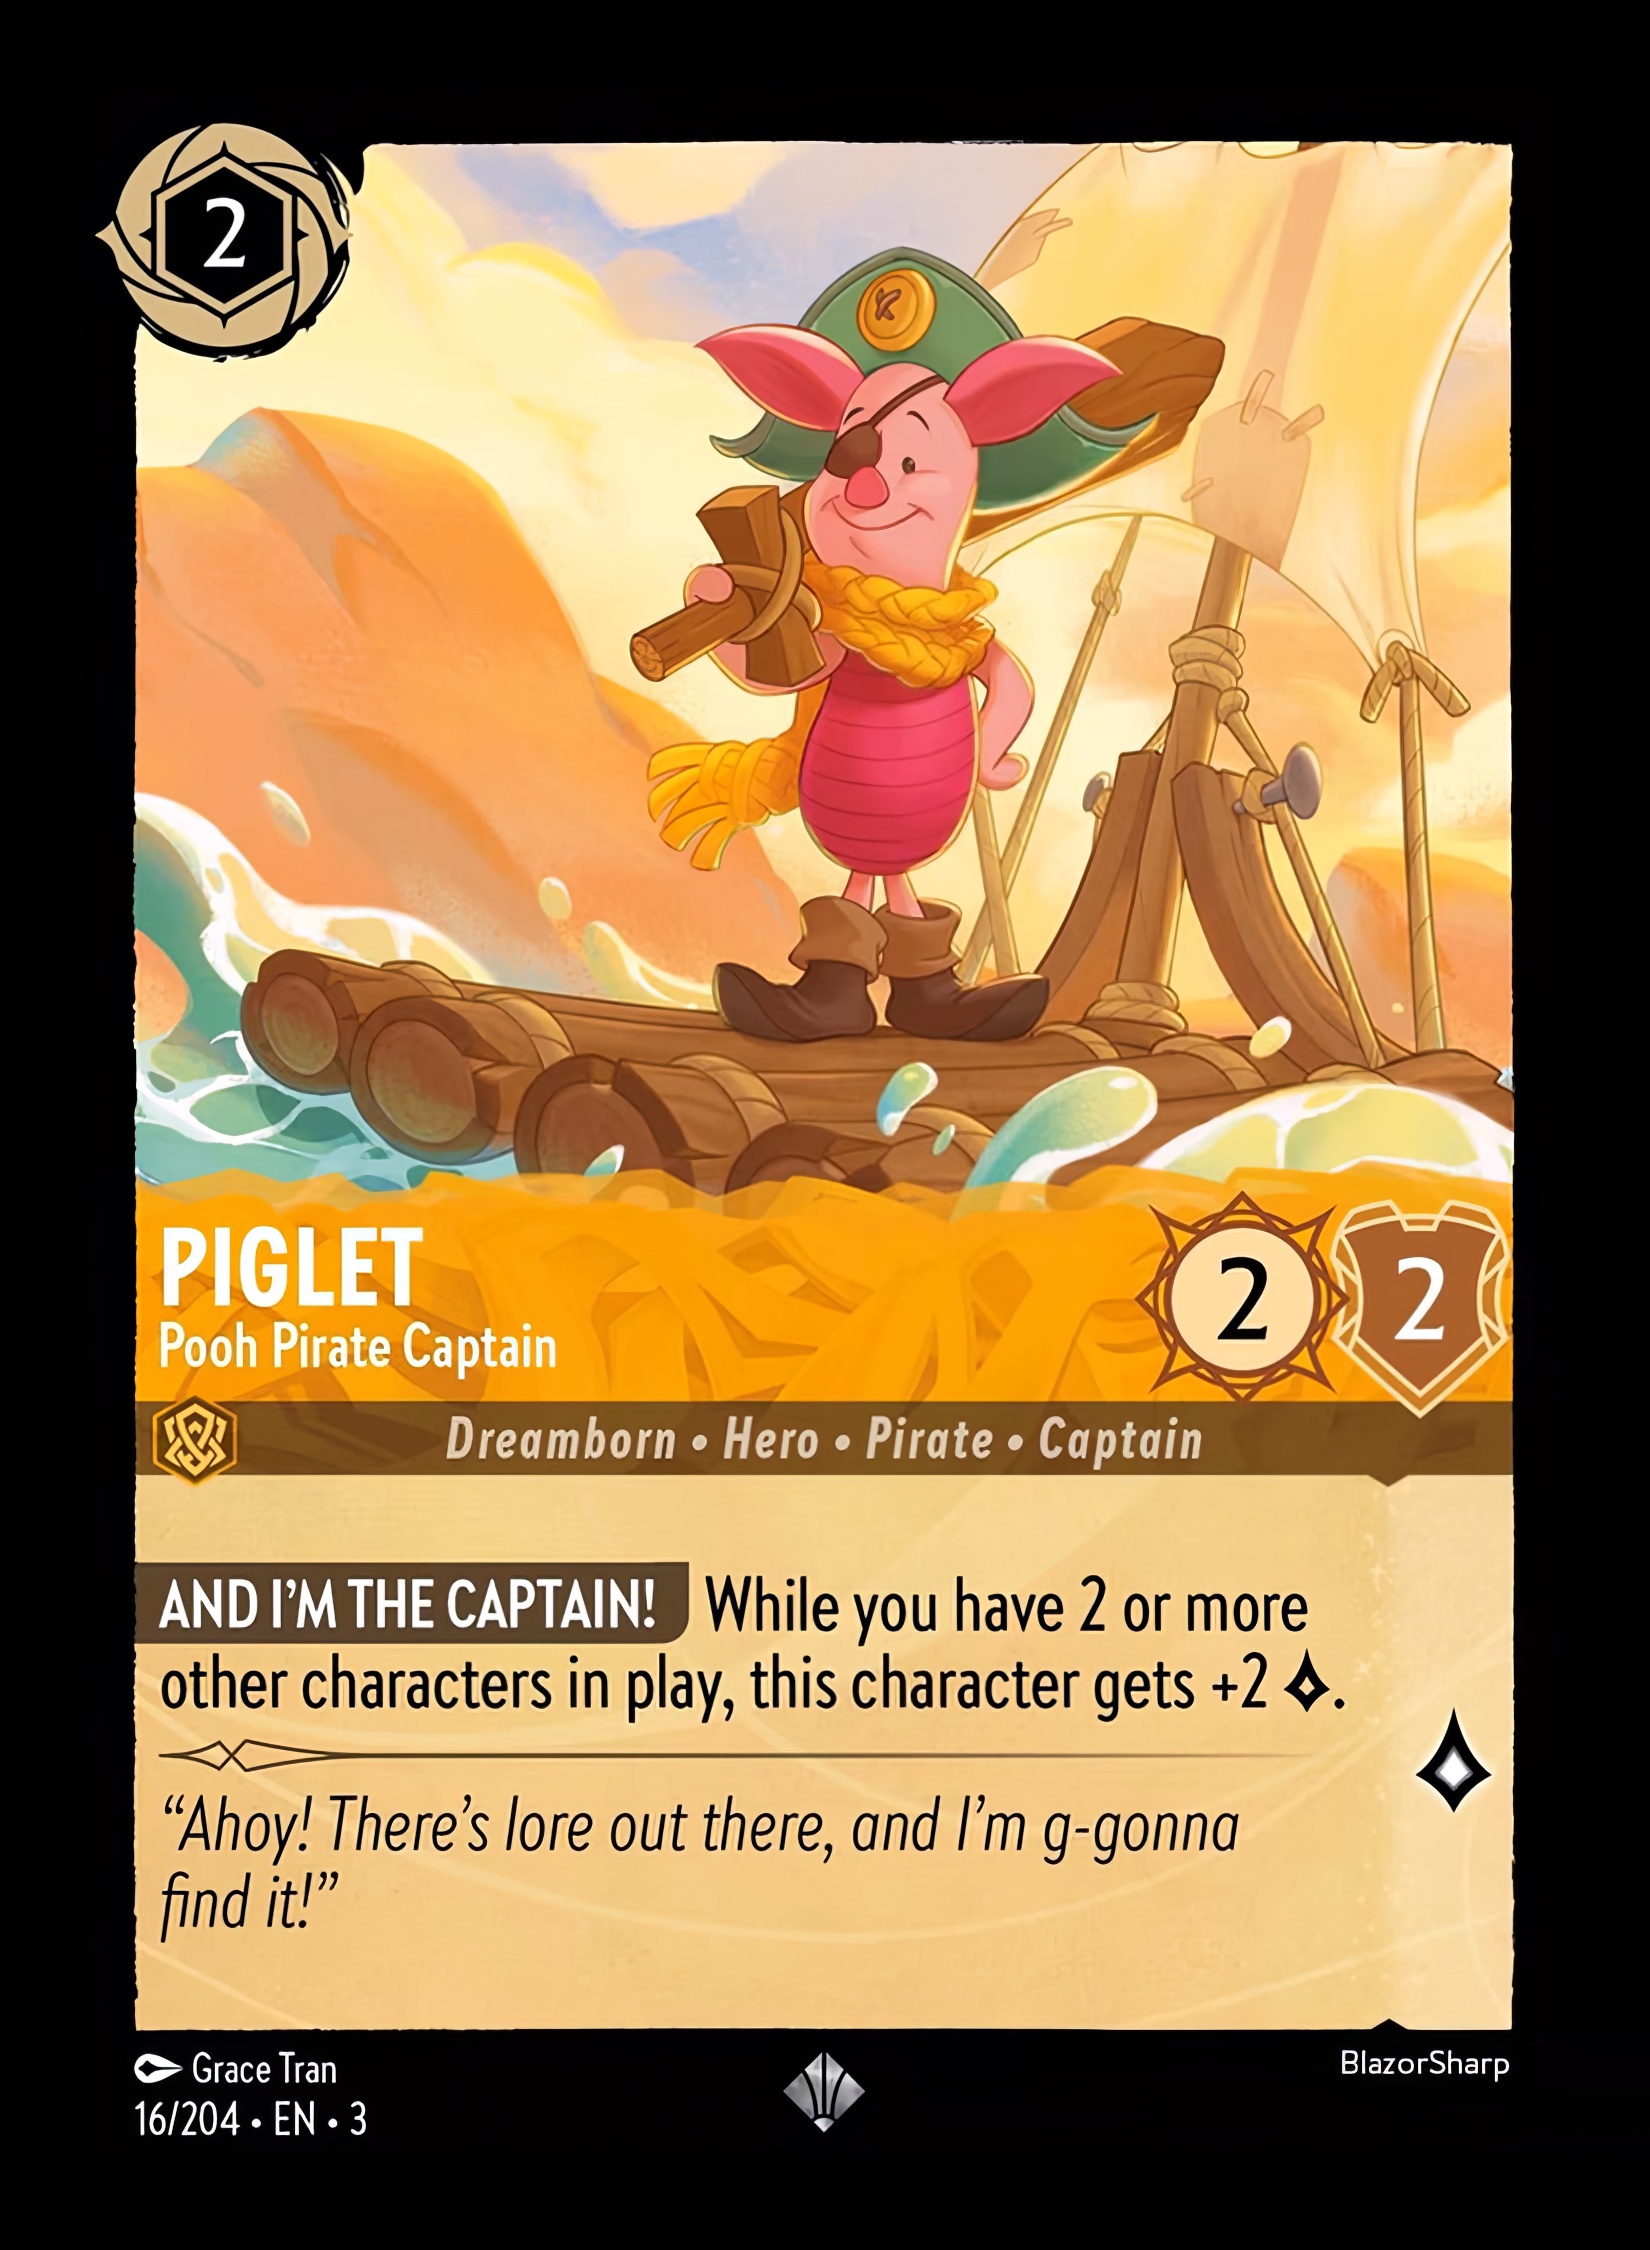 2
PIGLET
Pooh Pirate Captain
2
2
Dreamborn • Hero • Pirate • Captain
AND I'M THE CAPTAIN! While you have 2 or more
other characters in play, this character gets +2 .
“Ahoy! There’s lore out there, and I’m g-gonna
find it!”
Grace Tran
BlazorSharp
16/204 • EN • 3